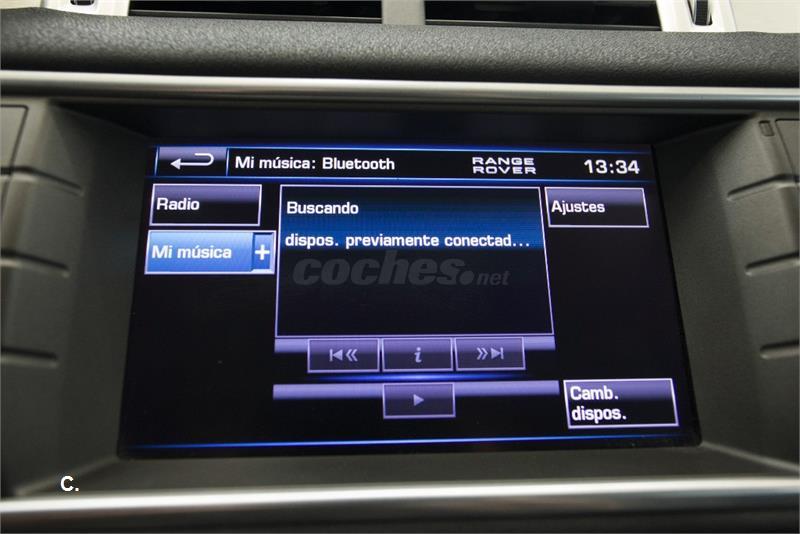 Mi música: Bluetooth
RANGE
ROVER
13:34
Radio
Mi música +
Buscando
dispos. previamente conectad...
coches.net
Ajustes
i
Camb.
dispos.
C.